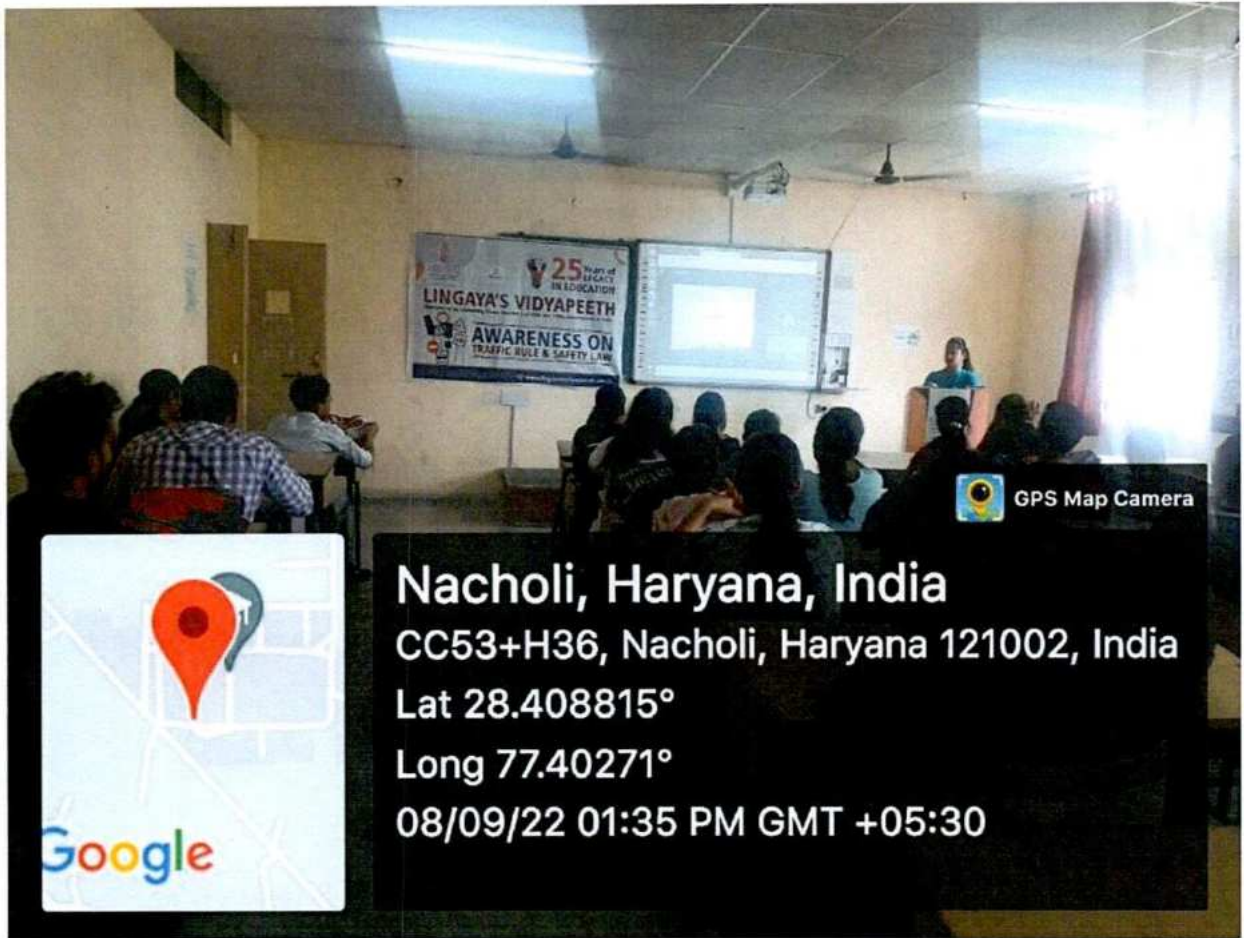 25 Years of
LEGACY
IN EDUCATION
LINGAYA'S VIDYAPEETH
AWARENESS ON
TRAFFIC RULE & SAFETY LAW
GPS Map Camera
Nacholi, Haryana, India
CC53+H36, Nacholi, Haryana 121002, India
Lat 28.408815°
Long 77.40271°
08/09/22 01:35 PM GMT +05:30
Google